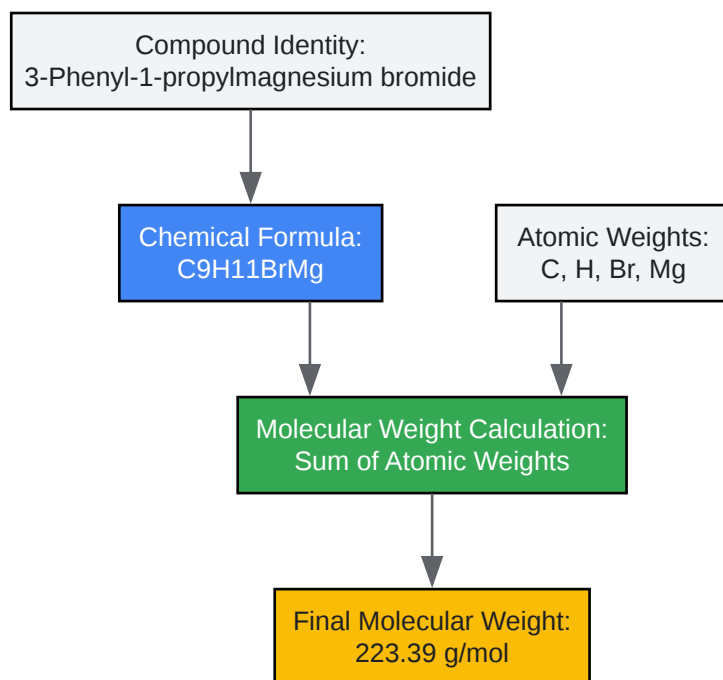 Compound Identity:
3-Phenyl-1-propylmagnesium bromide
Chemical Formula:
C9H11BrMg
Atomic Weights:
C, H, Br, Mg
Molecular Weight Calculation:
Sum of Atomic Weights
Final Molecular Weight:
223.39 g/mol